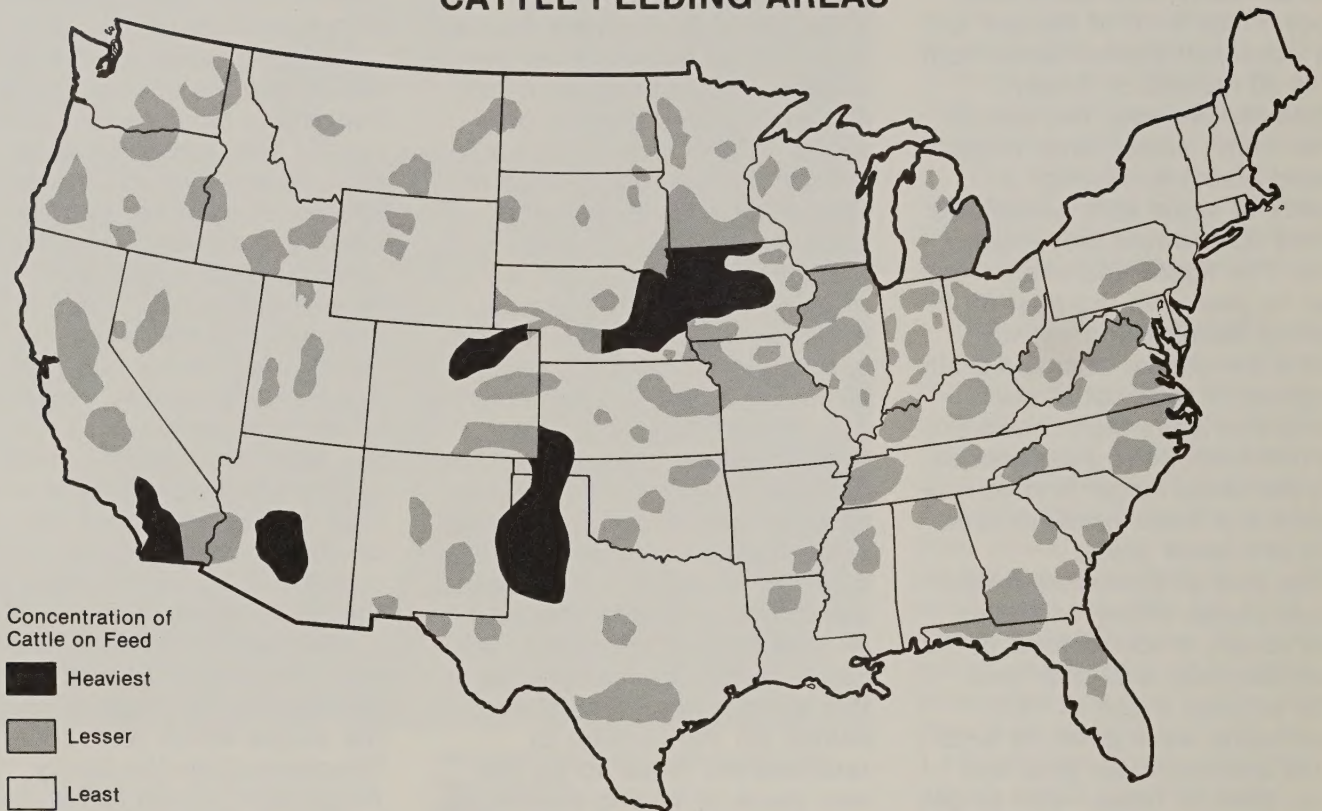 CATTLE FEEDING AREAS
Concentration of
Cattle on Feed
Heaviest
Lesser
Least